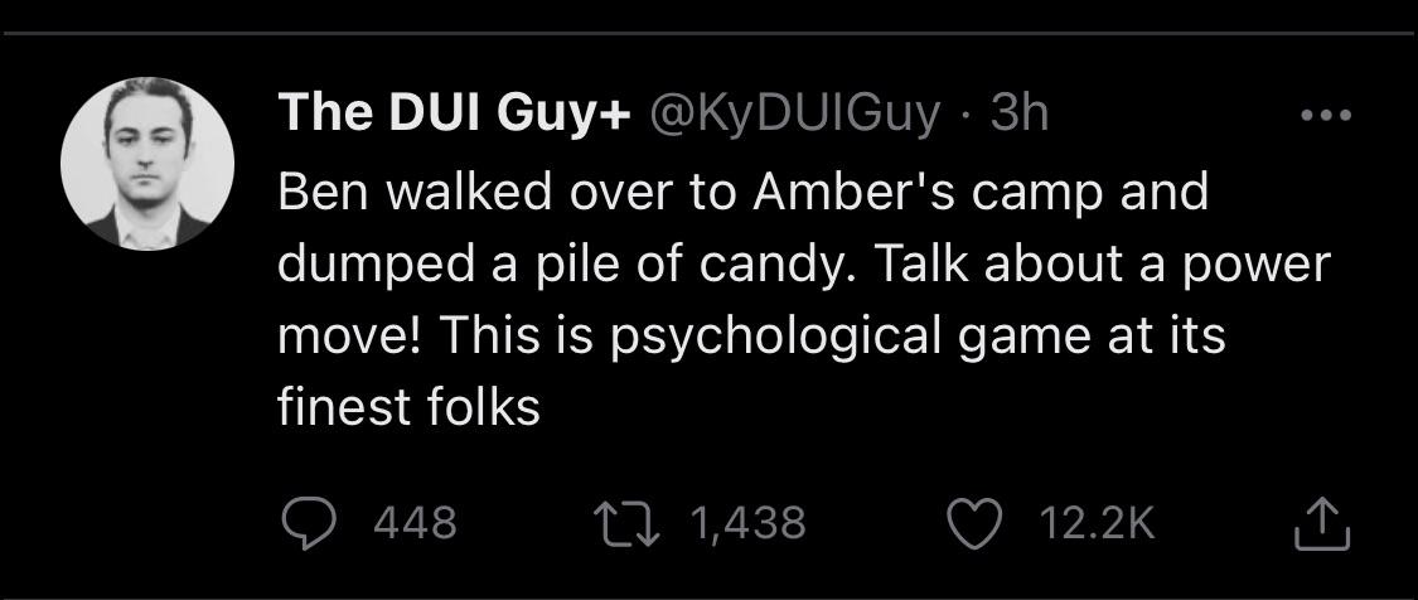 The DUI Guy+ @KyDUIGuy · 3h
Ben walked over to Amber's camp and
dumped a pile of candy. Talk about a power
move! This is psychological game at its
finest folks
448 1,438 12.2K